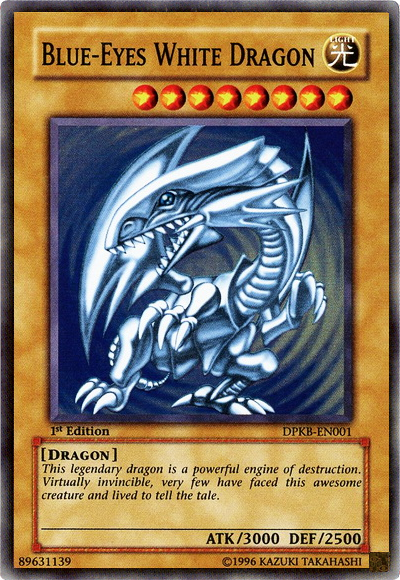 BLUE-EYES WHITE DRAGON
LIGHT
光
1st Edition
DPKB-EN001
[DRAGON]
This legendary dragon is a powerful engine of destruction.
Virtually invincible, very few have faced this awesome
creature and lived to tell the tale.
ATK/3000 DEF/2500
89631139
©1996 KAZUKI TAKAHASHI